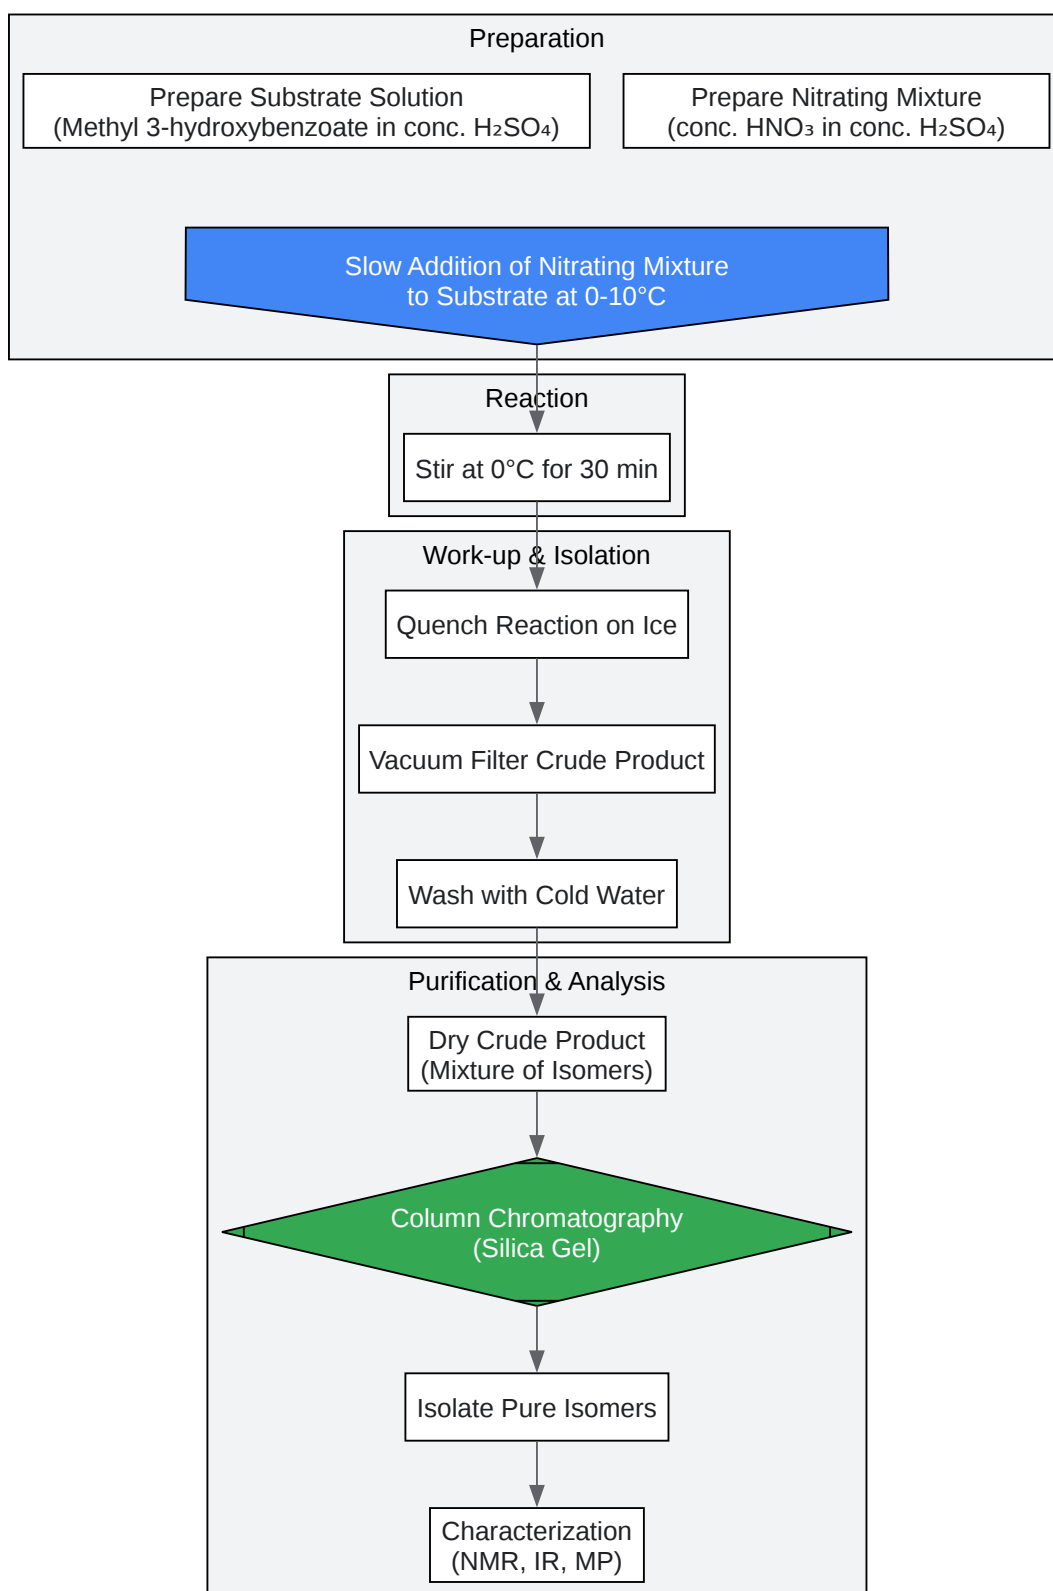 Preparation
Prepare Substrate Solution
(Methyl 3-hydroxybenzoate in conc. H₂SO₄)
Prepare Nitrating Mixture
(conc. HNO₃ in conc. H₂SO₄)
Slow Addition of Nitrating Mixture
to Substrate at 0-10°C
Reaction
Stir at 0°C for 30 min
Work-up & Isolation
Quench Reaction on Ice
Vacuum Filter Crude Product
Wash with Cold Water
Purification & Analysis
Dry Crude Product
(Mixture of Isomers)
Column Chromatography
(Silica Gel)
Isolate Pure Isomers
Characterization
(NMR, IR, MP)